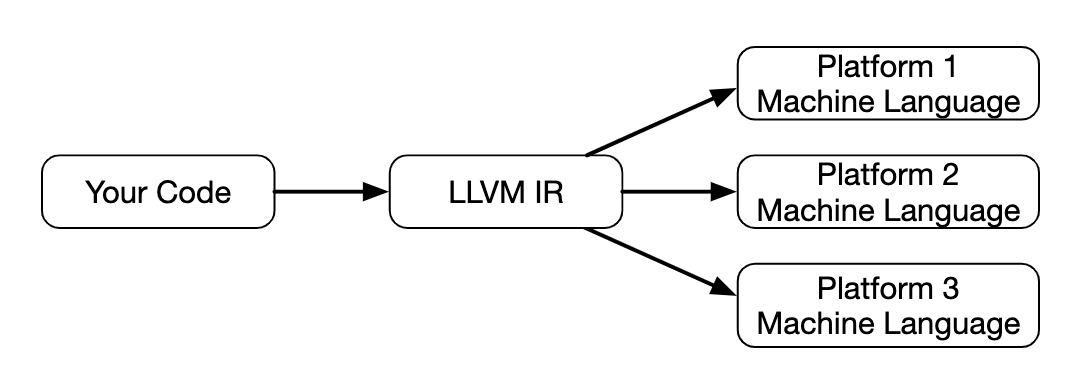 Your Code
LLVM IR
Platform 1
Machine Language
Platform 2
Machine Language
Platform 3
Machine Language